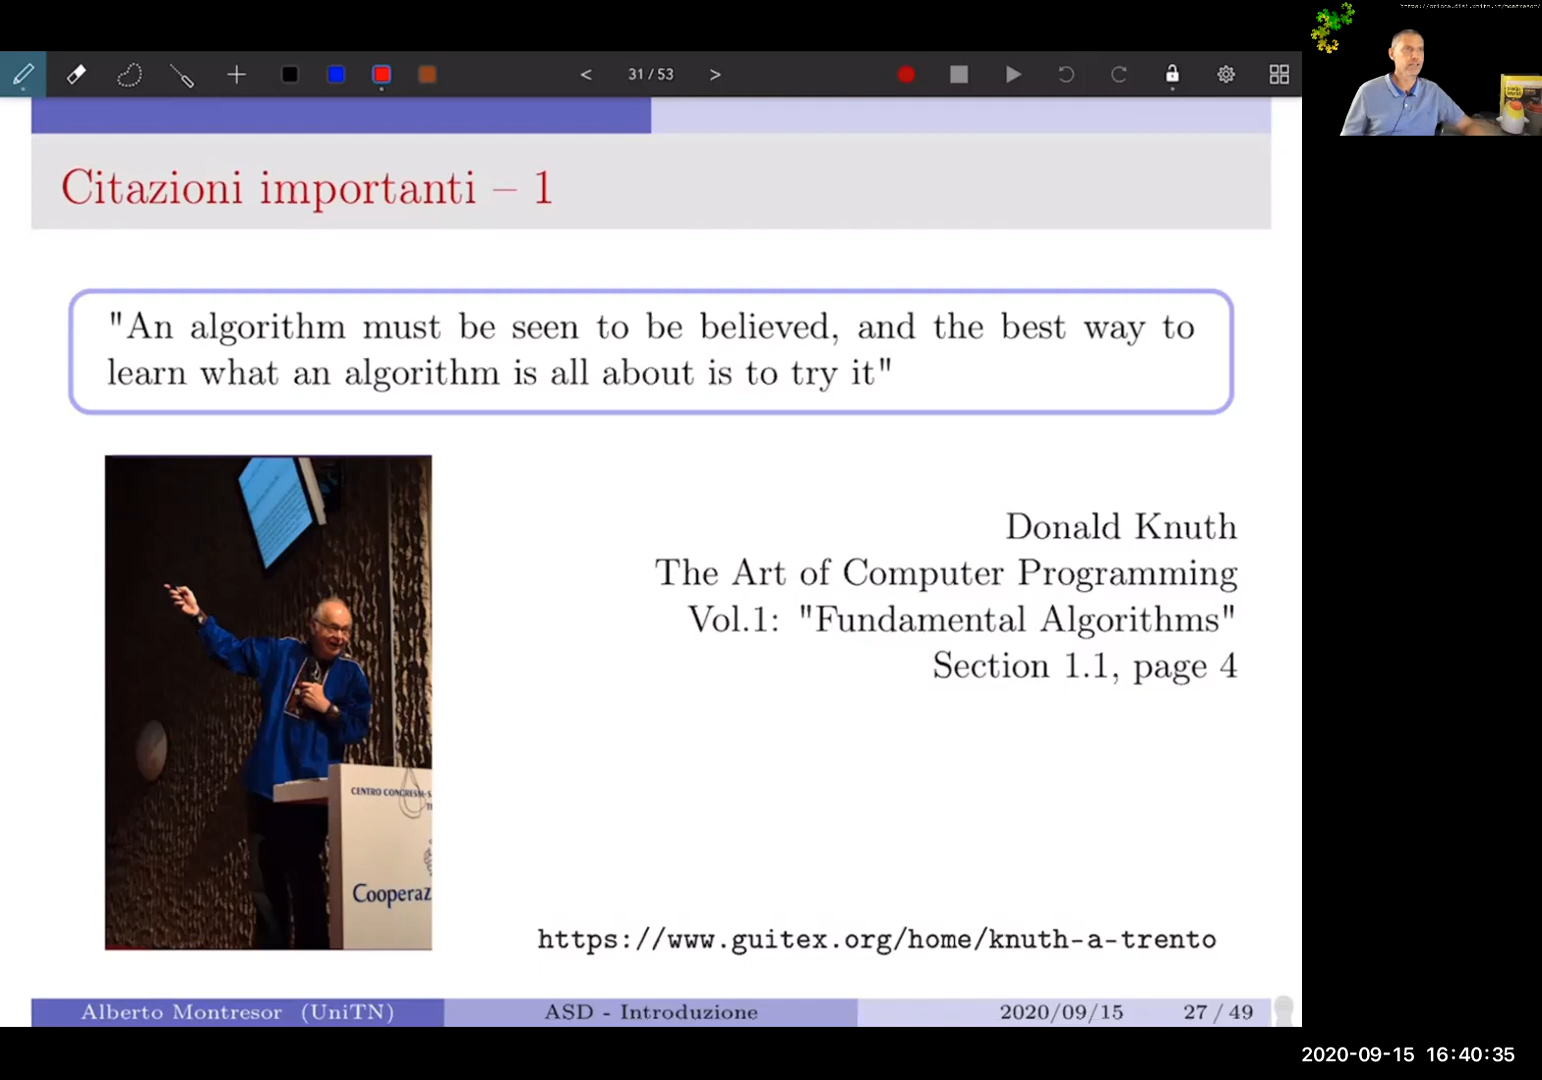 31 / 53
Citazioni importanti – 1
"An algorithm must be seen to be believed, and the best way to
learn what an algorithm is all about is to try it"
Donald Knuth
The Art of Computer Programming
Vol.1: "Fundamental Algorithms"
Section 1.1, page 4
CENTRO CONGRESSI-S
Cooperaz
https://www.guitex.org/home/knuth-a-trento
Alberto Montresor (UniTN)
ASD - Introduzione
2020/09/15
27 / 49
2020-09-15 16:40:35